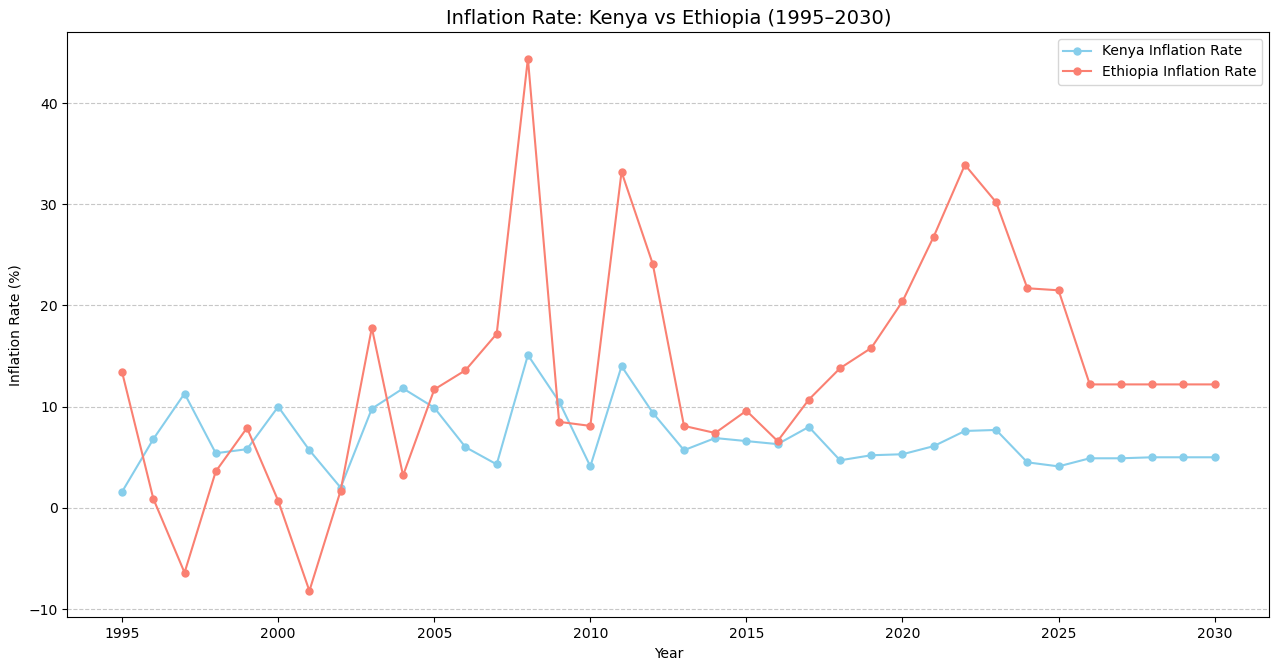 Inflation Rate: Kenya vs Ethiopia (1995–2030)
Kenya Inflation Rate
Ethiopia Inflation Rate
Inflation Rate (%)
40
30
20
10
0
−10
1995 2000 2005 2010 2015 2020 2025 2030
Year